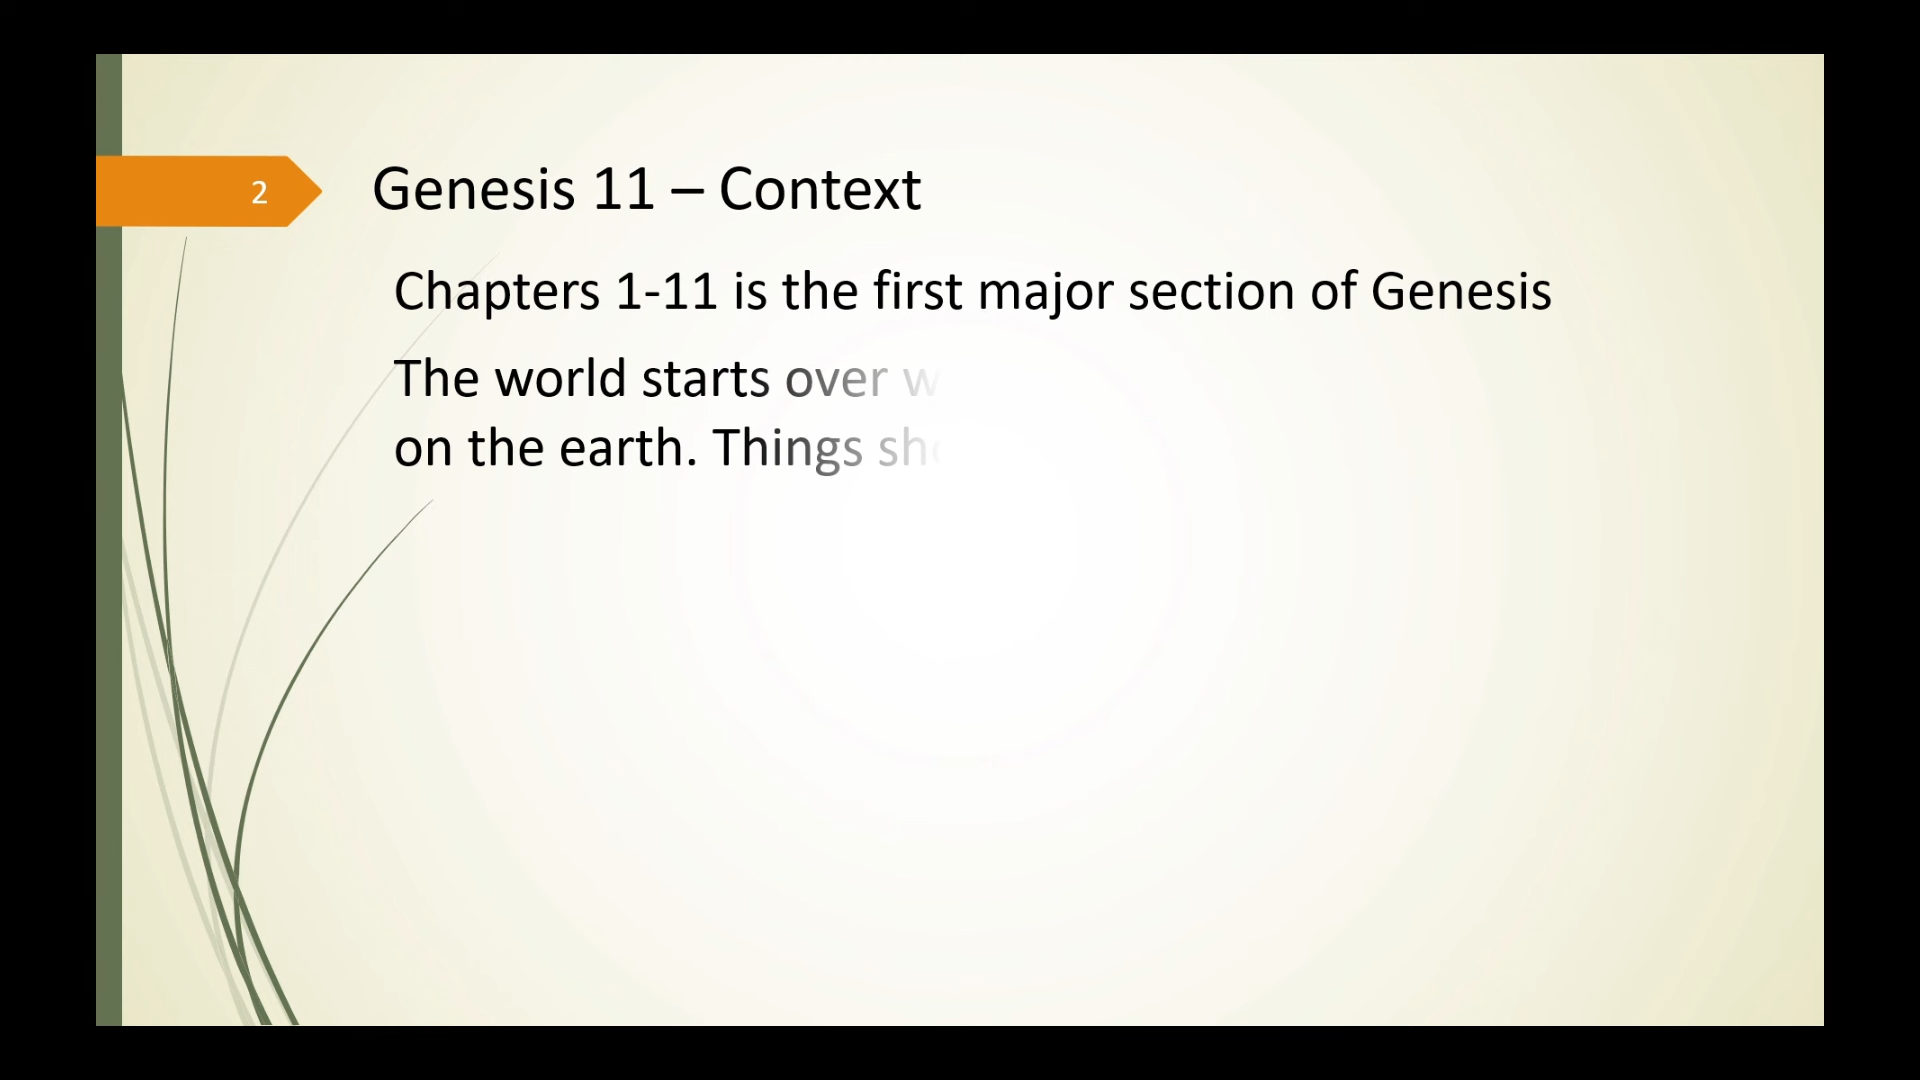 2
Genesis 11 – Context
Chapters 1-11 is the first major section of Genesis
The world starts over
on the earth. Things